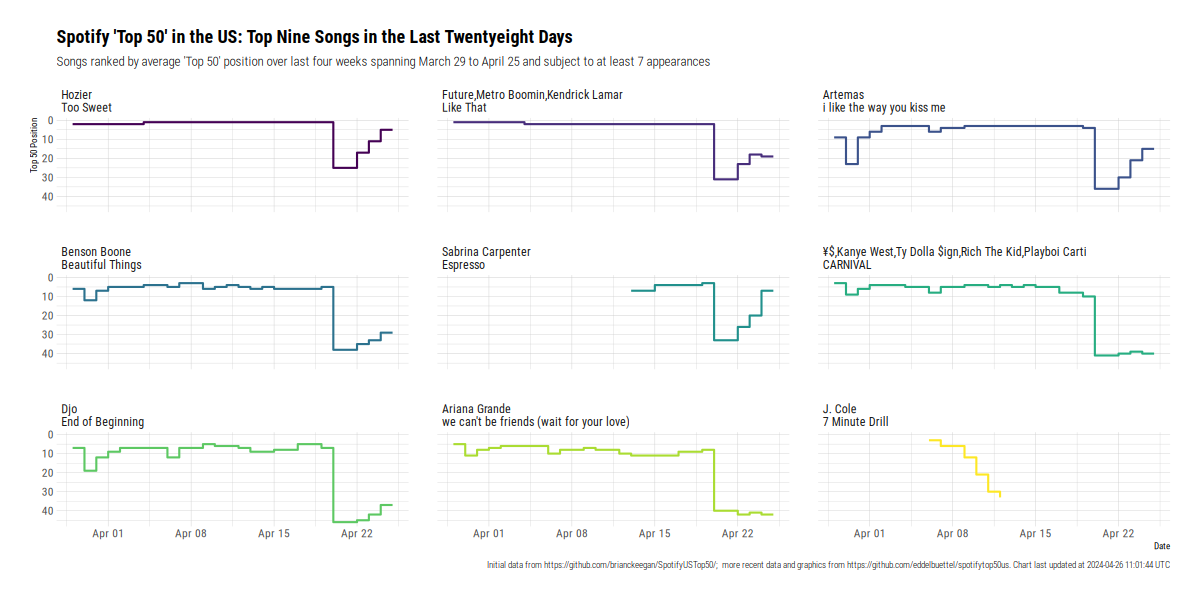 Spotify 'Top 50' in the US: Top Nine Songs in the Last Twentyeight Days
Songs ranked by average 'Top 50' position over last four weeks spanning March 29 to April 25 and subject to at least 7 appearances
Hozier
Too Sweet
Future,Metro Boomin,Kendrick Lamar
Like That
Artemas
i like the way you kiss me
Top 50 Position
0
10
20
30
40
Benson Boone
Beautiful Things
Sabrina Carpenter
Espresso
¥$,Kanye West,Ty Dolla $ign,Rich The Kid,Playboi Carti
CARNIVAL
0
10
20
30
40
Djo
End of Beginning
Ariana Grande
we can't be friends (wait for your love)
J. Cole
7 Minute Drill
0
10
20
30
40
Apr 01 Apr 08 Apr 15 Apr 22
Apr 01 Apr 08 Apr 15 Apr 22
Apr 01 Apr 08 Apr 15 Apr 22
Date
Initial data from https://github.com/brianckeegan/SpotifyUSTop50/; more recent data and graphics from https://github.com/eddelbuettel/spotifytop50us. Chart last updated at 2024-04-26 11:01:44 UTC